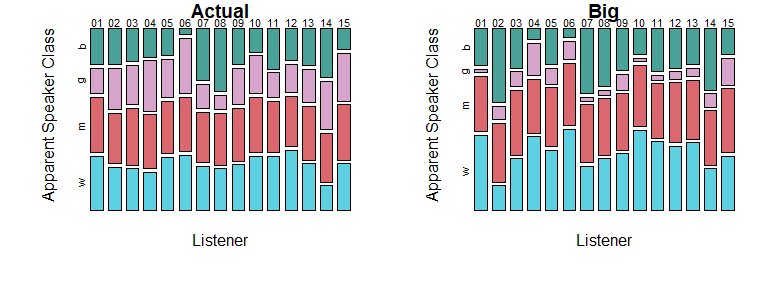 Actual
01 02 03 04 05 06 07 08 09 10 11 12 13 14 15
Apparent Speaker Class
b
g
m
w
Listener
Big
01 02 03 04 05 06 07 08 09 10 11 12 13 14 15
Apparent Speaker Class
b
g
m
w
Listener